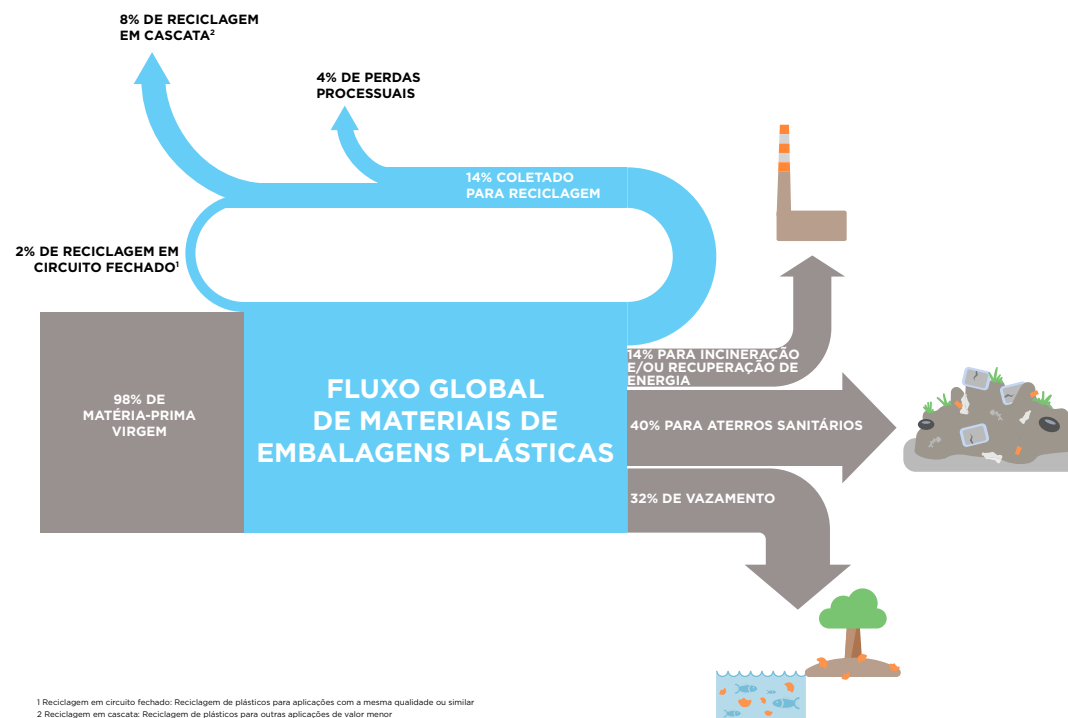 8% DE RECICLAGEM
EM CASCATA²
4% DE PERDAS
PROCESSUAIS
14% COLETADO
PARA RECICLAGEM
2% DE RECICLAGEM EM
CIRCUITO FECHADO¹
14% PARA INCINERAÇÃO
E/OU RECUPERAÇÃO DE
ENERGIA
98% DE
MATÉRIA-PRIMA
VIRGEM
FLUXO GLOBAL
DE MATERIAIS DE
EMBALAGENS PLÁSTICAS
40% PARA ATERROS SANITÁRIOS
32% DE VAZAMENTO
1 Reciclagem em circuito fechado: Reciclagem de plásticos para aplicações com a mesma qualidade ou similar
2 Reciclagem em cascata: Reciclagem de plásticos para outras aplicações de valor menor